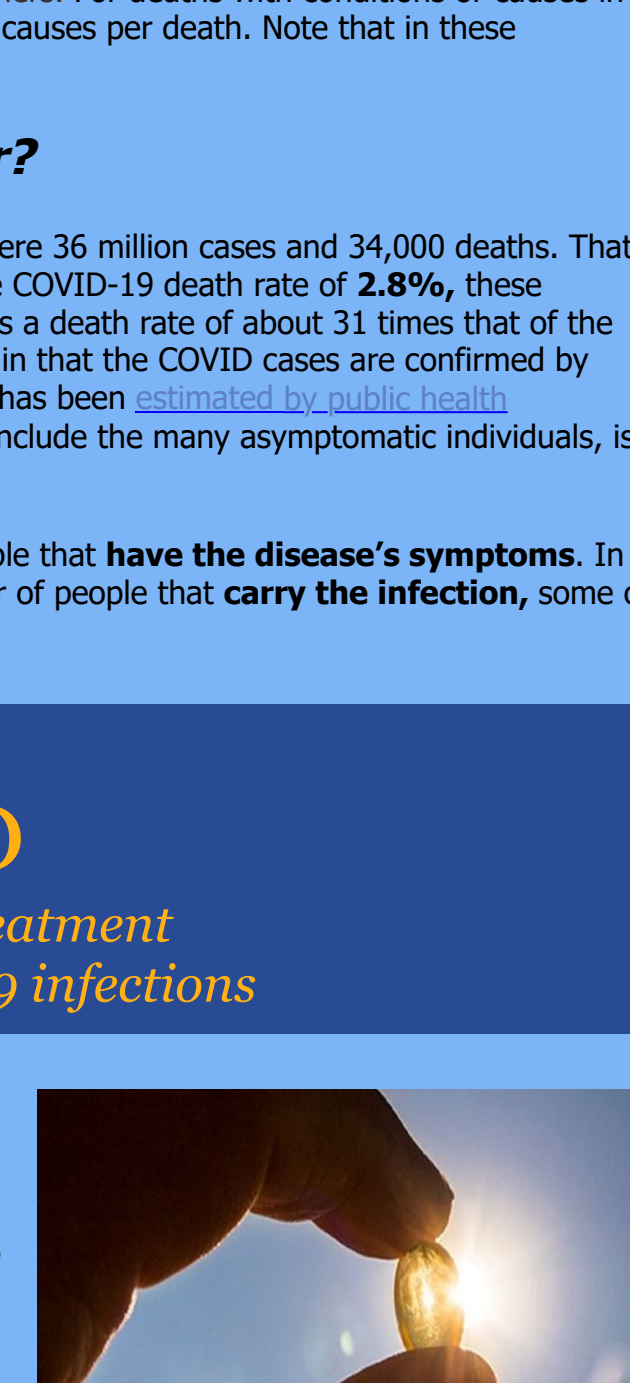 causes per death. Note that in these
r?
ere 36 million cases and 34,000 deaths. That
e COVID-19 death rate of 2.8%, these
s a death rate of about 31 times that of the
in that the COVID cases are confirmed by
has been estimated by public health
nclude the many asymptomatic individuals, is
ple that have the disease’s symptoms. In
r of people that carry the infection, some o
D
eatment
9 infections